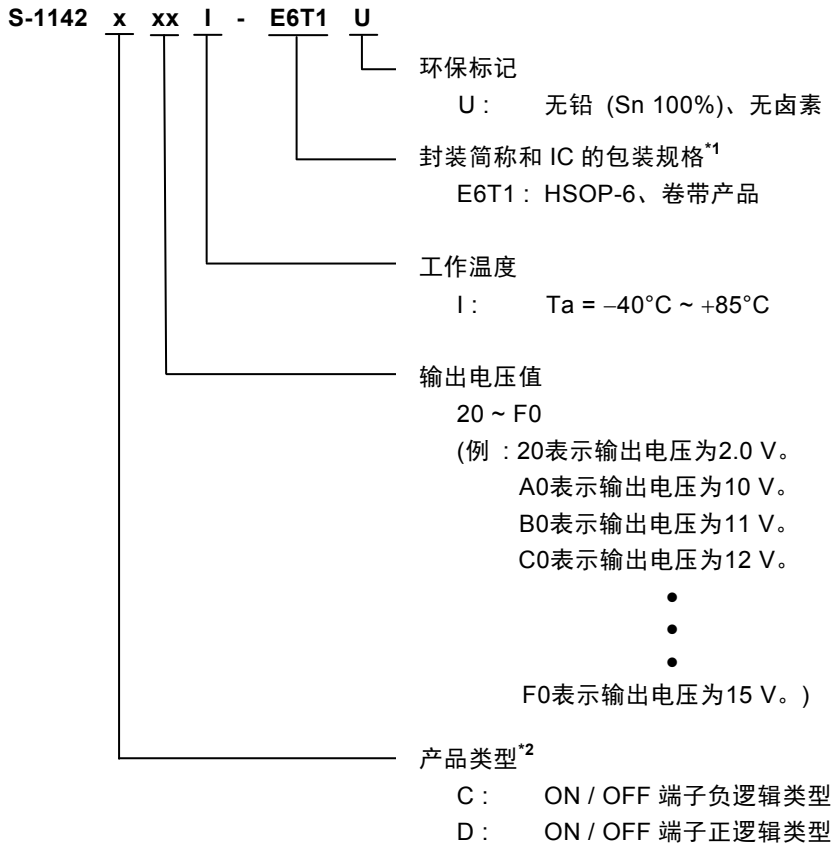 S-1142 x xx I - E6T1 U
环保标记
U : 无铅 (Sn 100%)、无卤素
封装简称和 IC 的包装规格*1
E6T1 : HSOP-6、卷带产品
工作温度
I : Ta = −40°C ~ +85°C
输出电压值
20 ~ F0
(例 : 20表示输出电压为2.0 V。
A0表示输出电压为10 V。
B0表示输出电压为11 V。
C0表示输出电压为12 V。
•
•
•
F0表示输出电压为15 V。)
产品类型*2
C : ON / OFF 端子负逻辑类型
D : ON / OFF 端子正逻辑类型